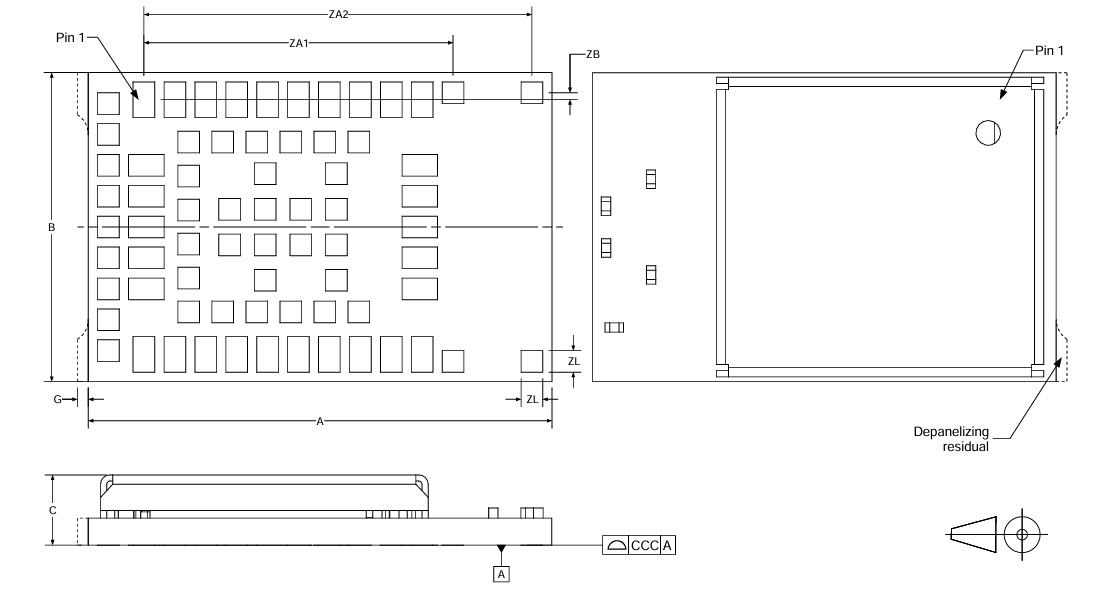 ZA2
Pin 1
ZA1
ZB
Pin 1
B
ZL
G
ZL
A
Depanelizing
residual
C
CCC A
A